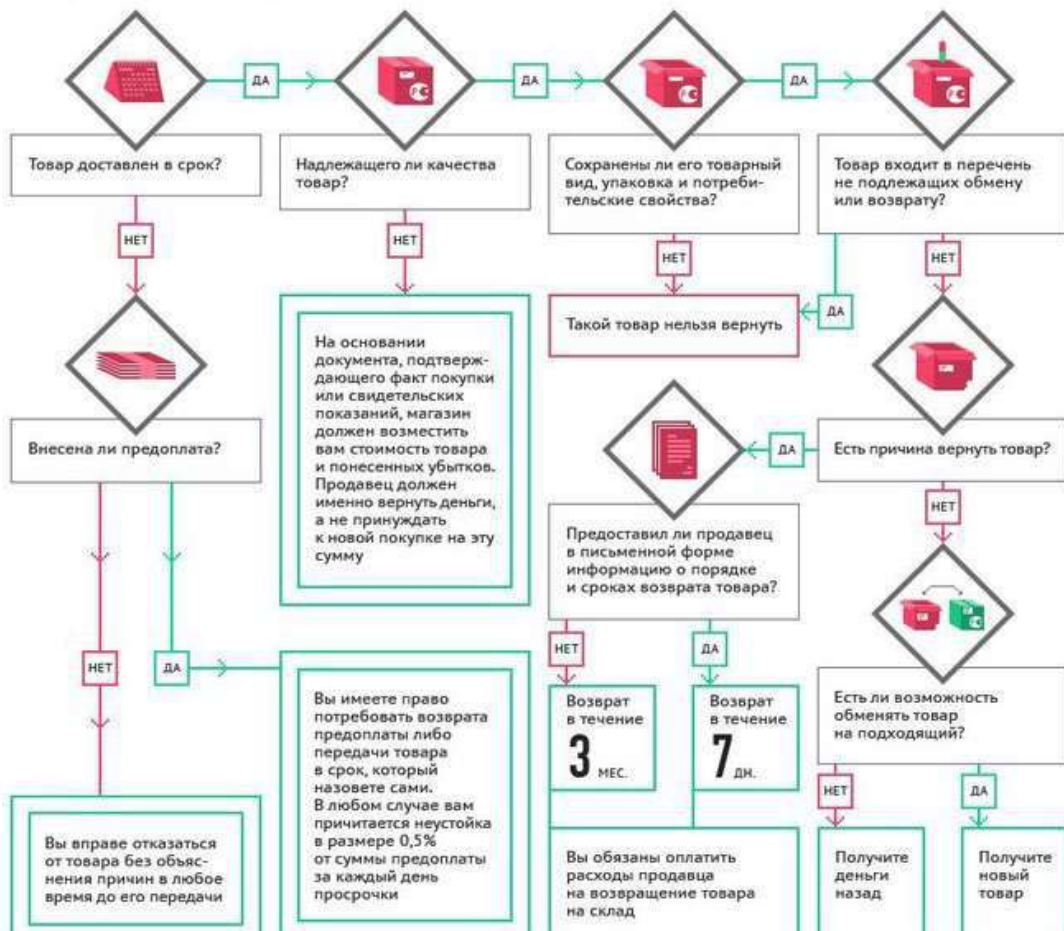 ДА
ДА
ДА
Товар доставлен в срок?
Надлежащего ли качества
товар?
Сохранены ли его товарный
вид, упаковка и потреби-
тельские свойства?
Товар входит в перечень
не подлежащих обмену
или возврату?
НЕТ
НЕТ
НЕТ
НЕТ
ДА
Такой товар нельзя вернуть
На основании
документа, подтверж-
дающего факт покупки
или свидетельских
показаний, магазин
должен возместить
вам стоимость товара
и понесенных убытков.
Продавец должен
именно вернуть деньги,
а не принуждать
к новой покупке на эту
сумму
Внесена ли предоплата?
ДА
Есть причина вернуть товар?
НЕТ
Предоставил ли продавец
в письменной форме
информацию о порядке
и сроках возврата товара?
НЕТ
ДА
НЕТ
ДА
Вы имеете право
потребовать возврата
предоплаты либо
передачи товара
в срок, который
назовете сами.
В любом случае вам
причитается неустойка
в размере 0,5%
от суммы предоплаты
за каждый день
просрочки
Возврат
в течение
3 МЕС.
Возврат
в течение
7 ДН.
Есть ли возможность
обменять товар
на подходящий?
НЕТ
ДА
Вы вправе отказаться
от товара без объяс-
нения причин в любое
время до его передачи
Вы обязаны оплатить
расходы продавца
на возвращение товара
на склад
Получите
деньги
назад
Получите
новый
товар